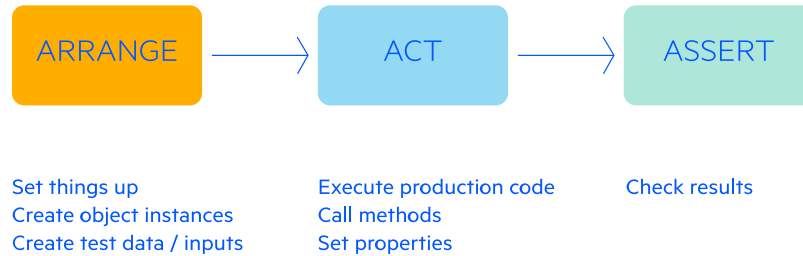 ARRANGE
ACT
ASSERT
Set things up
Create object instances
Create test data / inputs
Execute production code
Call methods
Set properties
Check results